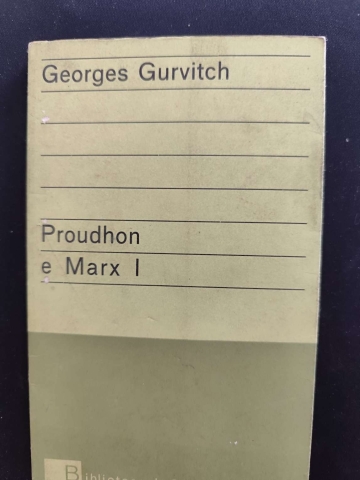 Georges Gurvitch
Proudhon
e Marx I